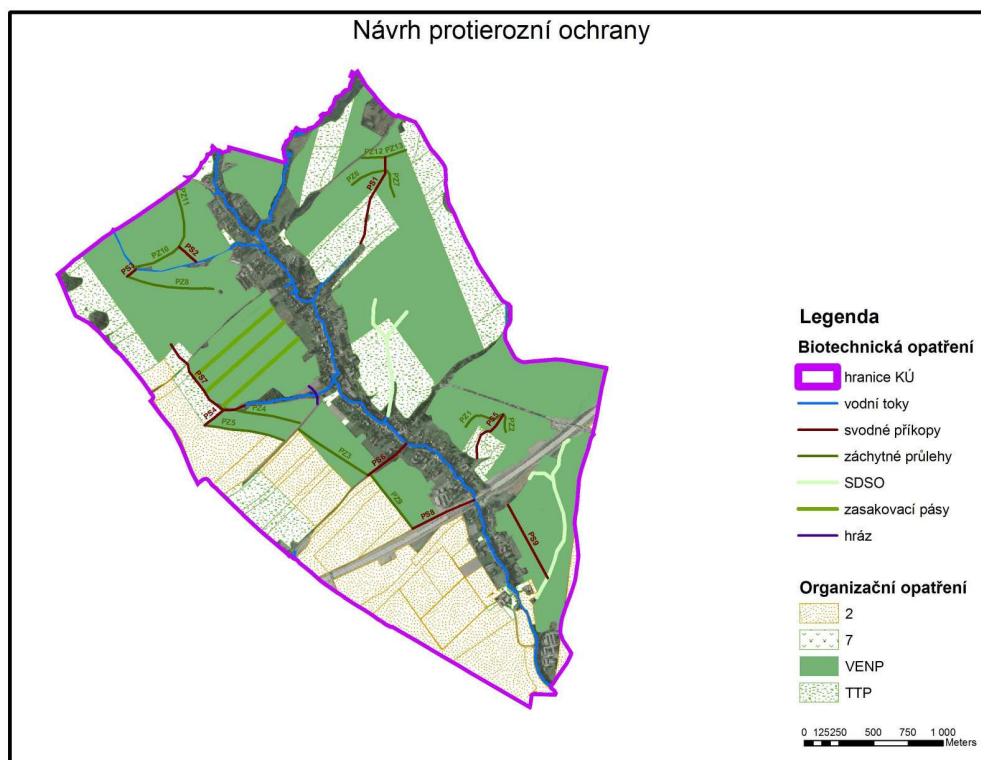 Návrh protierozní ochrany
PZ12 PZ13
PZ6
PZ7
PS1
PZ11
PZ10
PS2
PS3
PZ8
PS7
PS4
PZ4
PZ5
PZ3
PS6
PZ9
PS8
PZ1
PS5
PZ2
PS9
Legenda
Biotechnická opatření
hranice KÚ
vodní toky
svodné příkopy
záchytné průlehy
SDSO
zasakovací pásy
hráz
Organizační opatření
2
7
VENP
TTP
0 125250 500 750 1 000
Meters